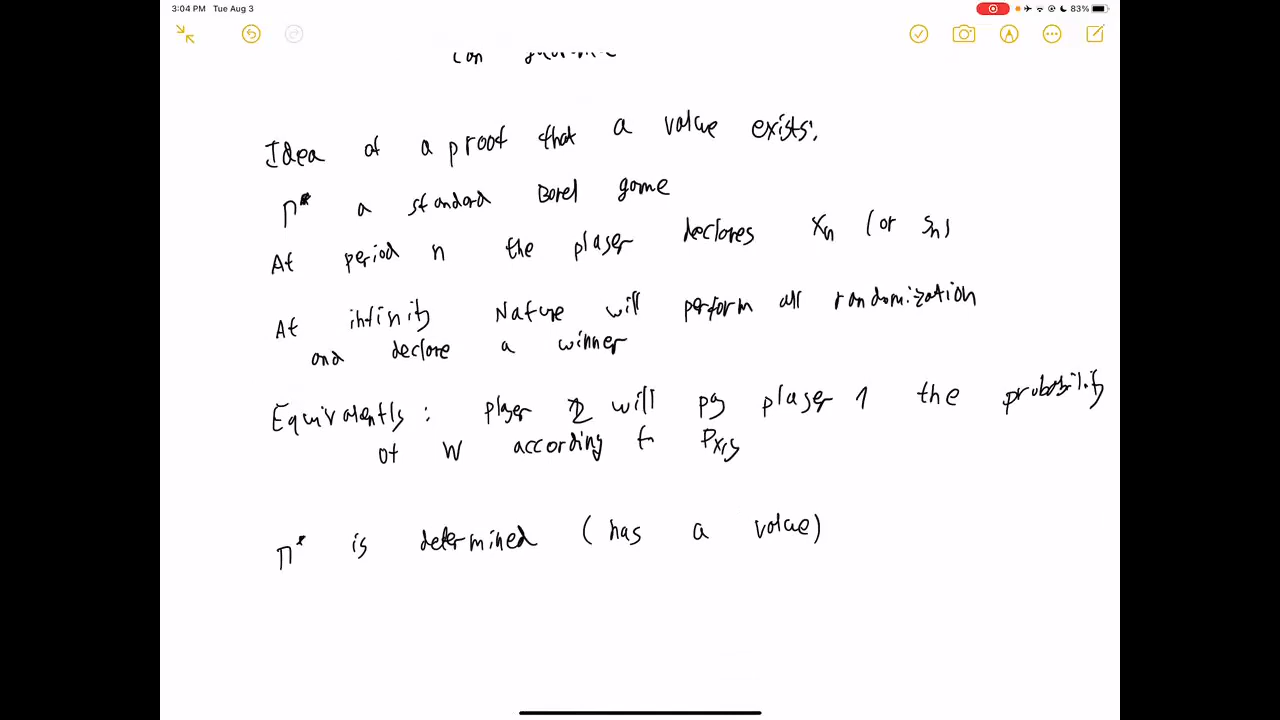 3:04 PM Tue Aug 3
83%
Idea of a proof that a value exists:
Γ* a standard Borel game
At period n the player declares xn (or sn)
At infinity Nature will perform all randomization
and declare a winner
Equivalently: player 2 will pay player 1 the probability
of W according to Px,y
Γ* is determined (has a value)